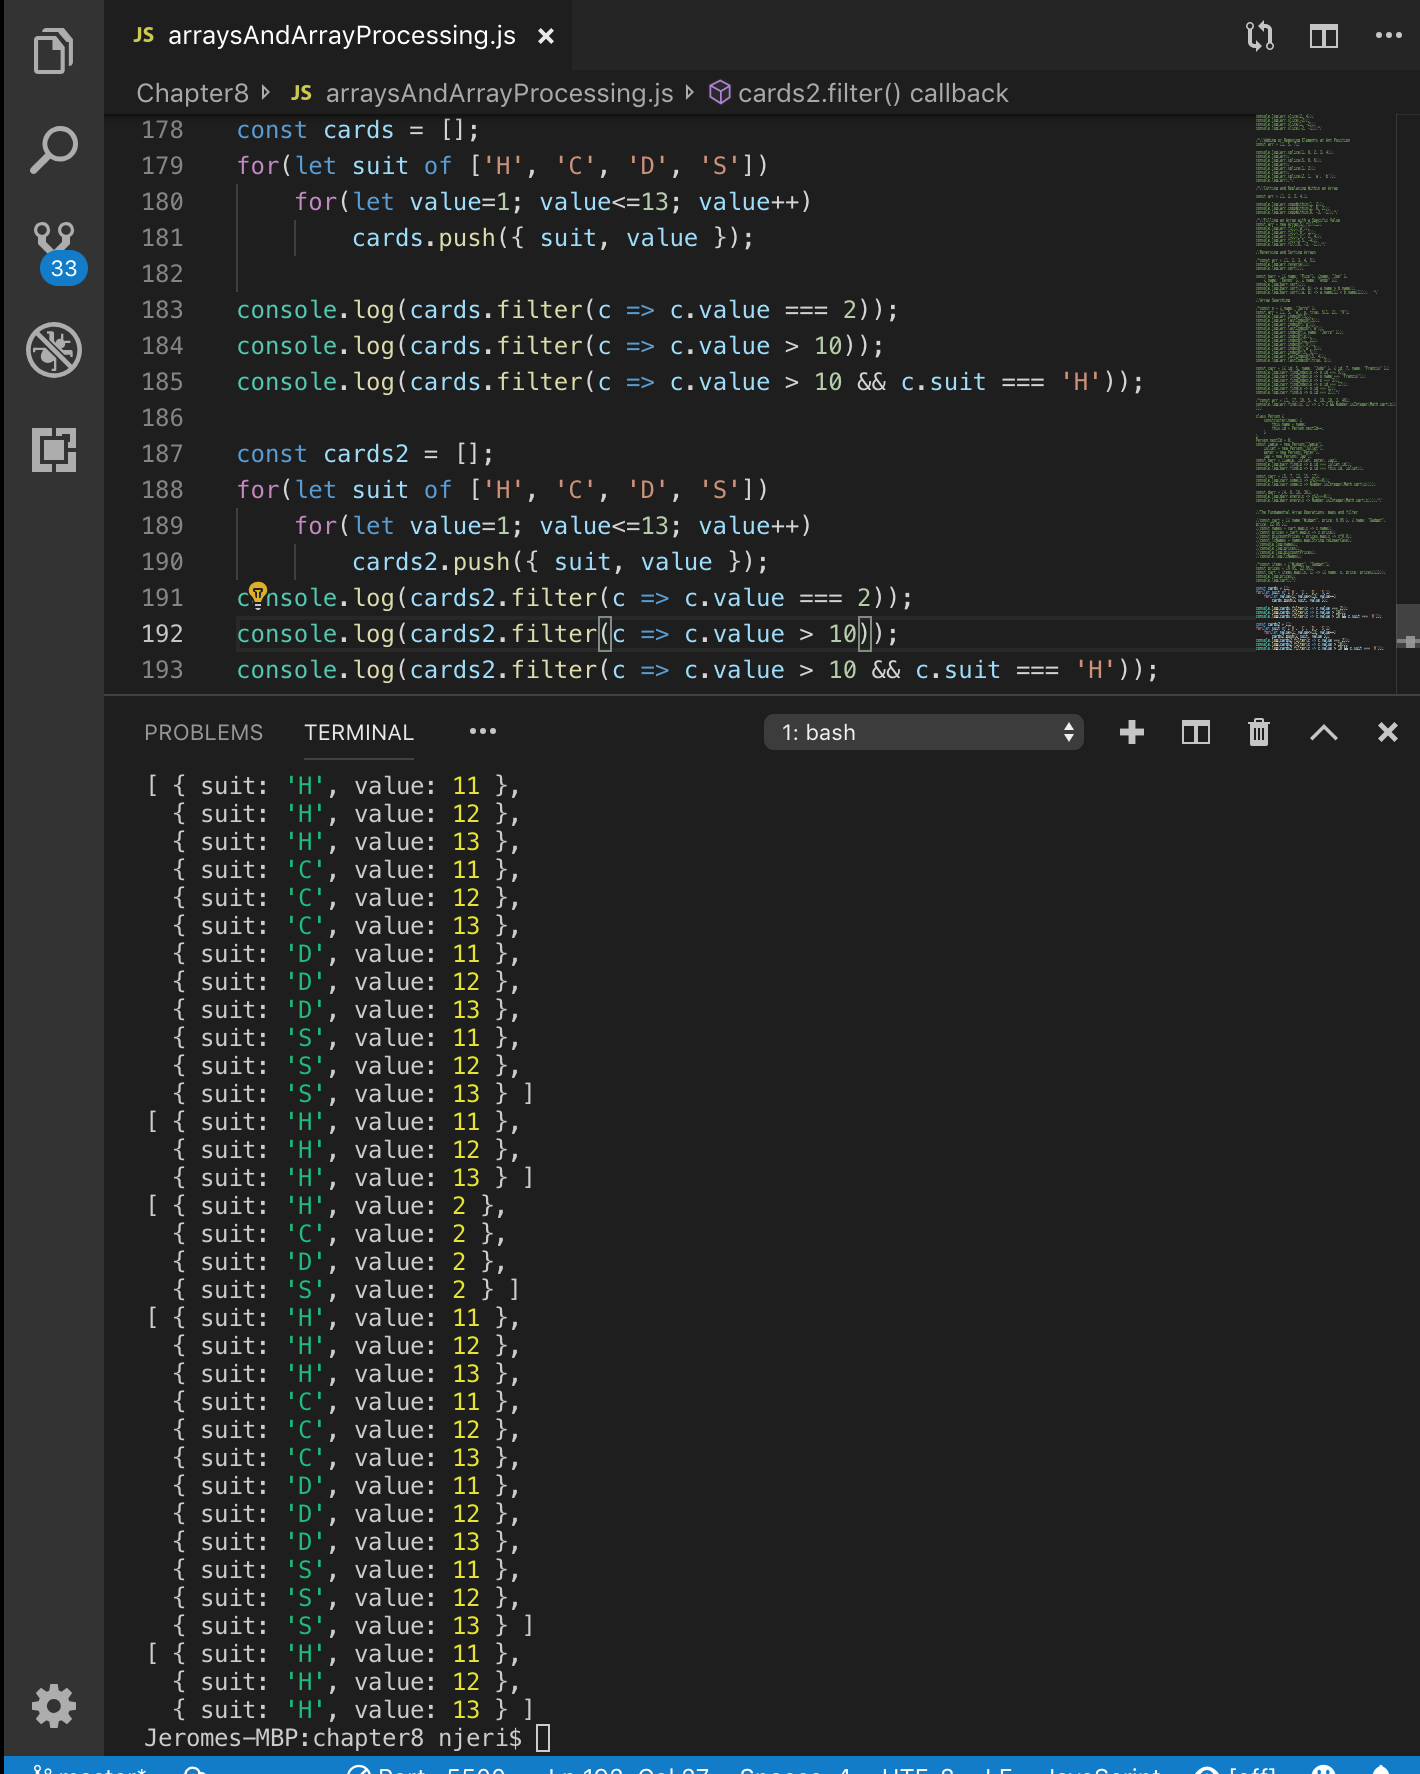 JS arraysAndArrayProcessing.js
Chapter8 JS arraysAndArrayProcessing.js cards2.filter() callback
178 const cards = [];
179 for(let suit of ['H', 'C', 'D', 'S'])
180 for(let value=1; value<=13; value++)
181 cards.push({ suit, value });
182
183 console.log(cards.filter(c => c.value === 2));
184 console.log(cards.filter(c => c.value > 10));
185 console.log(cards.filter(c => c.value > 10 && c.suit === 'H'));
186
187 const cards2 = [];
188 for(let suit of ['H', 'C', 'D', 'S'])
189 for(let value=1; value<=13; value++)
190 cards2.push({ suit, value });
191 console.log(cards2.filter(c => c.value === 2));
192 console.log(cards2.filter(c => c.value > 10));
193 console.log(cards2.filter(c => c.value > 10 && c.suit === 'H'));
33
PROBLEMS TERMINAL 1: bash
[ { suit: 'H', value: 11 },
{ suit: 'H', value: 12 },
{ suit: 'H', value: 13 },
{ suit: 'C', value: 11 },
{ suit: 'C', value: 12 },
{ suit: 'C', value: 13 },
{ suit: 'D', value: 11 },
{ suit: 'D', value: 12 },
{ suit: 'D', value: 13 },
{ suit: 'S', value: 11 },
{ suit: 'S', value: 12 },
{ suit: 'S', value: 13 } ]
[ { suit: 'H', value: 11 },
{ suit: 'H', value: 12 },
{ suit: 'H', value: 13 } ]
[ { suit: 'H', value: 2 },
{ suit: 'C', value: 2 },
{ suit: 'D', value: 2 },
{ suit: 'S', value: 2 } ]
[ { suit: 'H', value: 11 },
{ suit: 'H', value: 12 },
{ suit: 'H', value: 13 },
{ suit: 'C', value: 11 },
{ suit: 'C', value: 12 },
{ suit: 'C', value: 13 },
{ suit: 'D', value: 11 },
{ suit: 'D', value: 12 },
{ suit: 'D', value: 13 },
{ suit: 'S', value: 11 },
{ suit: 'S', value: 12 },
{ suit: 'S', value: 13 } ]
[ { suit: 'H', value: 11 },
{ suit: 'H', value: 12 },
{ suit: 'H', value: 13 } ]
Jeromes-MBP:chapter8 njeri$